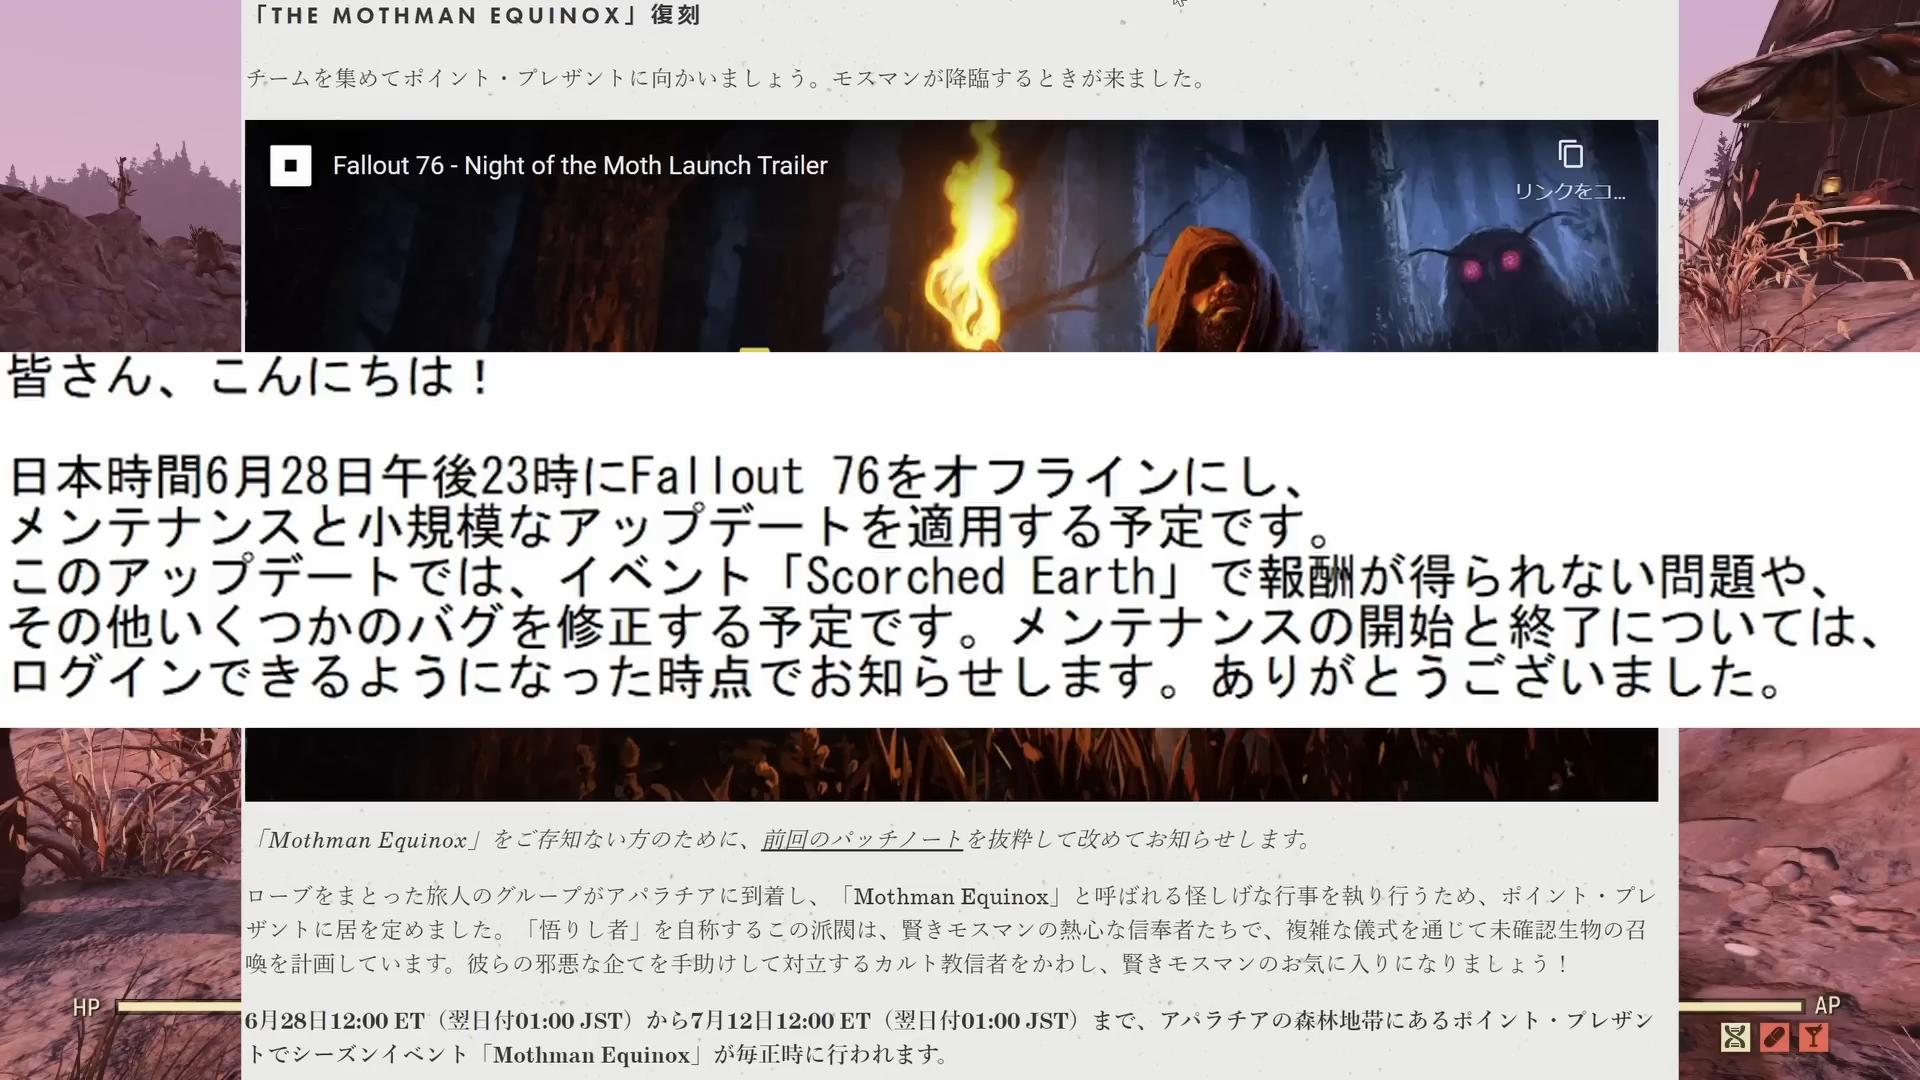 「THE MOTHMAN EQUINOX」復刻
チームを集めてポイント・プレザントに向かいましょう。モスマンが降臨するときが来ました。
Fallout 76 - Night of the Moth Launch Trailer
リンクをコ...
皆さん、こんにちは！
日本時間6月28日午後23時にFallout 76をオフラインにし、
メンテナンスと小規模なアップデートを適用する予定です。
このアップデートでは、イベント「Scorched Earth」で報酬が得られない問題や、
その他いくつかのバグを修正する予定です。メンテナンスの開始と終了については、
ログインできるようになった時点でお知らせします。ありがとうございました。
「Mothman Equinox」をご存知ない方のために、前回のパッチノートを抜粋して改めてお知らせします。
ローブをまとった旅人のグループがアパラチアに到着し、「Mothman Equinox」と呼ばれる怪しげな行事を執り行うため、ポイント・プレ
ザントに居を定めました。「悟りし者」を自称するこの派閥は、賢きモスマンの熱心な信奉者たちで、複雑な儀式を通じて未確認生物の召
喚を計画しています。彼らの邪悪な企てを手助けして対立するカルト教信者をかわし、賢きモスマンのお気に入りになりましょう！
HP
AP
6月28日12:00 ET（翌日付01:00 JST）から7月12日12:00 ET（翌日付01:00 JST）まで、アパラチアの森林地帯にあるポイント・プレザン
トでシーズンイベント「Mothman Equinox」が毎正時に行われます。